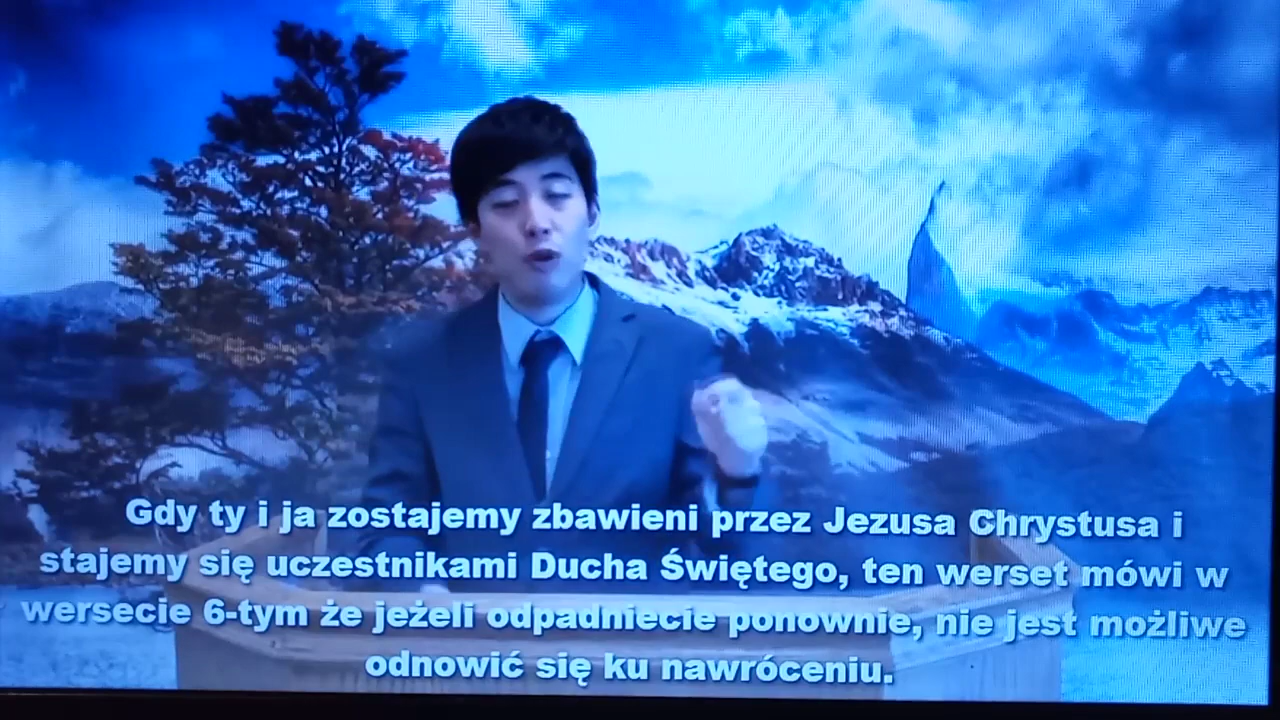 Gdy ty i ja zostajemy zbawieni przez Jezusa Chrystusa i
stajemy się uczestnikami Ducha Świętego, ten werset mówi w
wersecie 6-tym że jeżeli odpadniecie ponownie, nie jest możliwe
odnowić się ku nawróceniu.